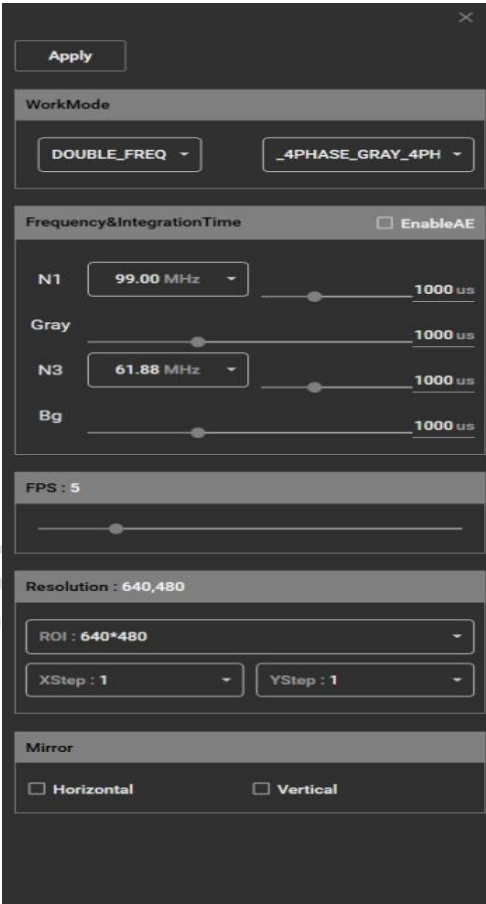 Apply
WorkMode
DOUBLE_FREQ _4PHASE_GRAY_4PH
Frequency&IntegrationTime EnableAE
N1 99.00 MHz 1000 us
Gray 1000 us
N3 61.88 MHz 1000 us
Bg 1000 us
FPS : 5
Resolution : 640,480
ROI : 640*480
XStep : 1 YStep : 1
Mirror
Horizontal Vertical